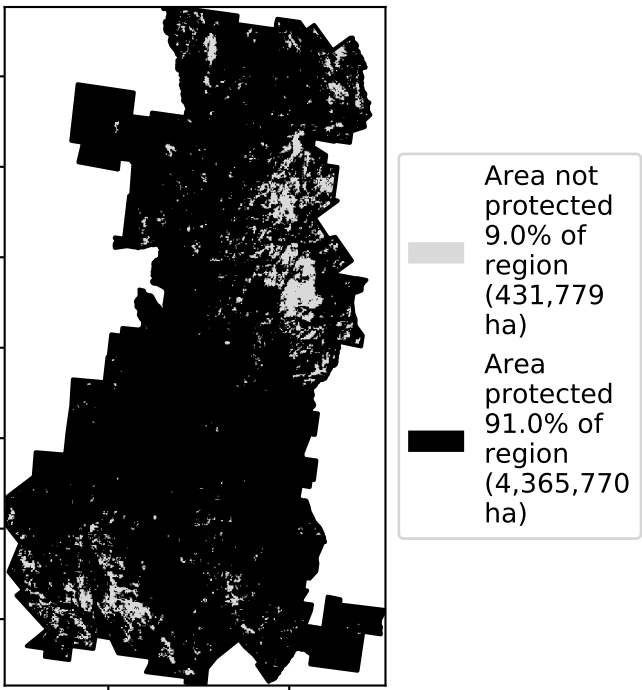 Area not
protected
9.0% of
region
(431,779
ha)
Area
protected
91.0% of
region
(4,365,770
ha)